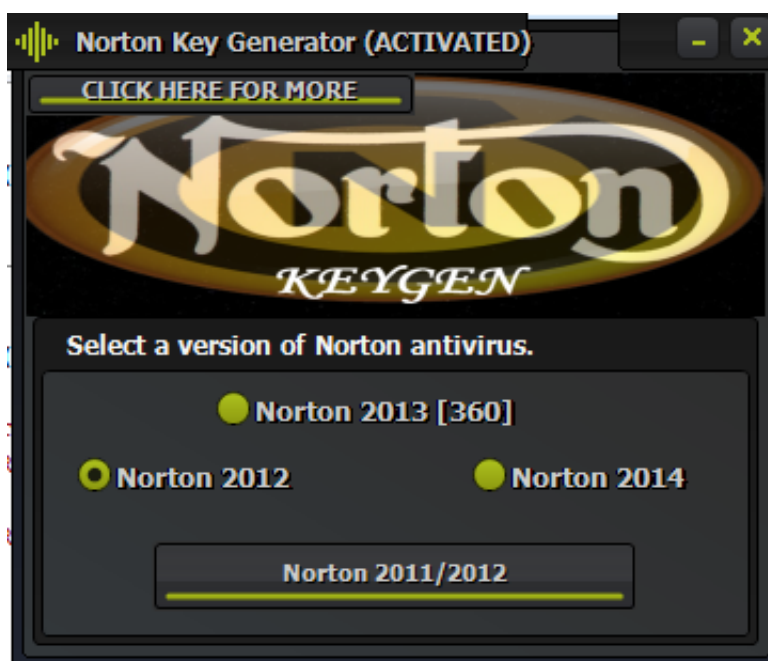 Norton Key Generator (ACTIVATED)
CLICK HERE FOR MORE
Norton
KEYGEN
Select a version of Norton antivirus.
Norton 2013 [360]
Norton 2012 Norton 2014
Norton 2011/2012